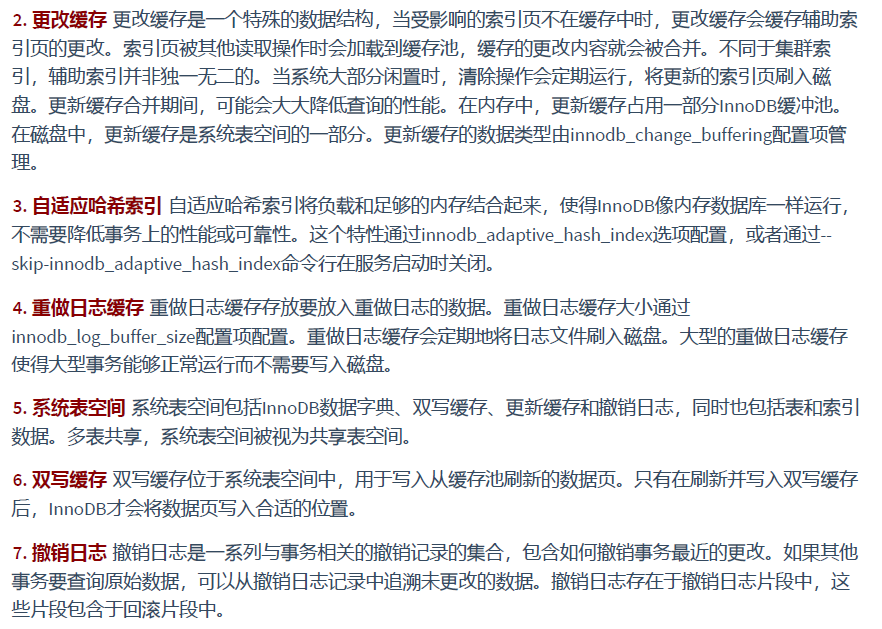 2. 更改缓存 更改缓存是一个特殊的数据结构，当受影响的索引页不在缓存中时，更改缓存会缓存辅助索
引页的更改。索引页被其他读取操作时会加载到缓存池，缓存的更改内容就会被合并。不同于集群索
引，辅助索引并非独一无二的。当系统大部分闲置时，清除操作会定期运行，将更新的索引页刷入磁
盘。更新缓存合并期间，可能会大大降低查询的性能。在内存中，更新缓存占用一部分InnoDB缓冲池。
在磁盘中，更新缓存是系统表空间的一部分。更新缓存的数据类型由innodb_change_buffering配置项管
理。
3. 自适应哈希索引 自适应哈希索引将负载和足够的内存结合起来，使得InnoDB像内存数据库一样运行，
不需要降低事务上的性能或可靠性。这个特性通过innodb_adaptive_hash_index选项配置，或者通过--
skip-innodb_adaptive_hash_index命令行在服务启动时关闭。
4. 重做日志缓存 重做日志缓存存放要放入重做日志的数据。重做日志缓存大小通过
innodb_log_buffer_size配置项配置。重做日志缓存会定期地将日志文件刷入磁盘。大型的重做日志缓存
使得大型事务能够正常运行而不需要写入磁盘。
5. 系统表空间 系统表空间包括InnoDB数据字典、双写缓存、更新缓存和撤销日志，同时也包括表和索引
数据。多表共享，系统表空间被视为共享表空间。
6. 双写缓存 双写缓存位于系统表空间中，用于写入从缓存池刷新的数据页。只有在刷新并写入双写缓存
后，InnoDB才会将数据页写入合适的位置。
7. 撤销日志 撤销日志是一系列与事务相关的撤销记录的集合，包含如何撤销事务最近的更改。如果其他
事务要查询原始数据，可以从撤销日志记录中追溯未更改的数据。撤销日志存在于撤销日志片段中，这
些片段包含于回滚片段中。